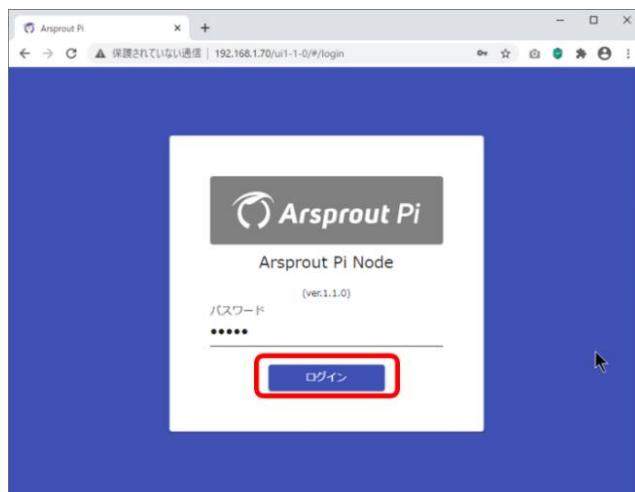 Arsprout Pi
保護されていない通信 | 192.168.1.70/ui1-1-0/#/login
Arsprout Pi
Arsprout Pi Node
(ver.1.1.0)
パスワード
•••••
ログイン